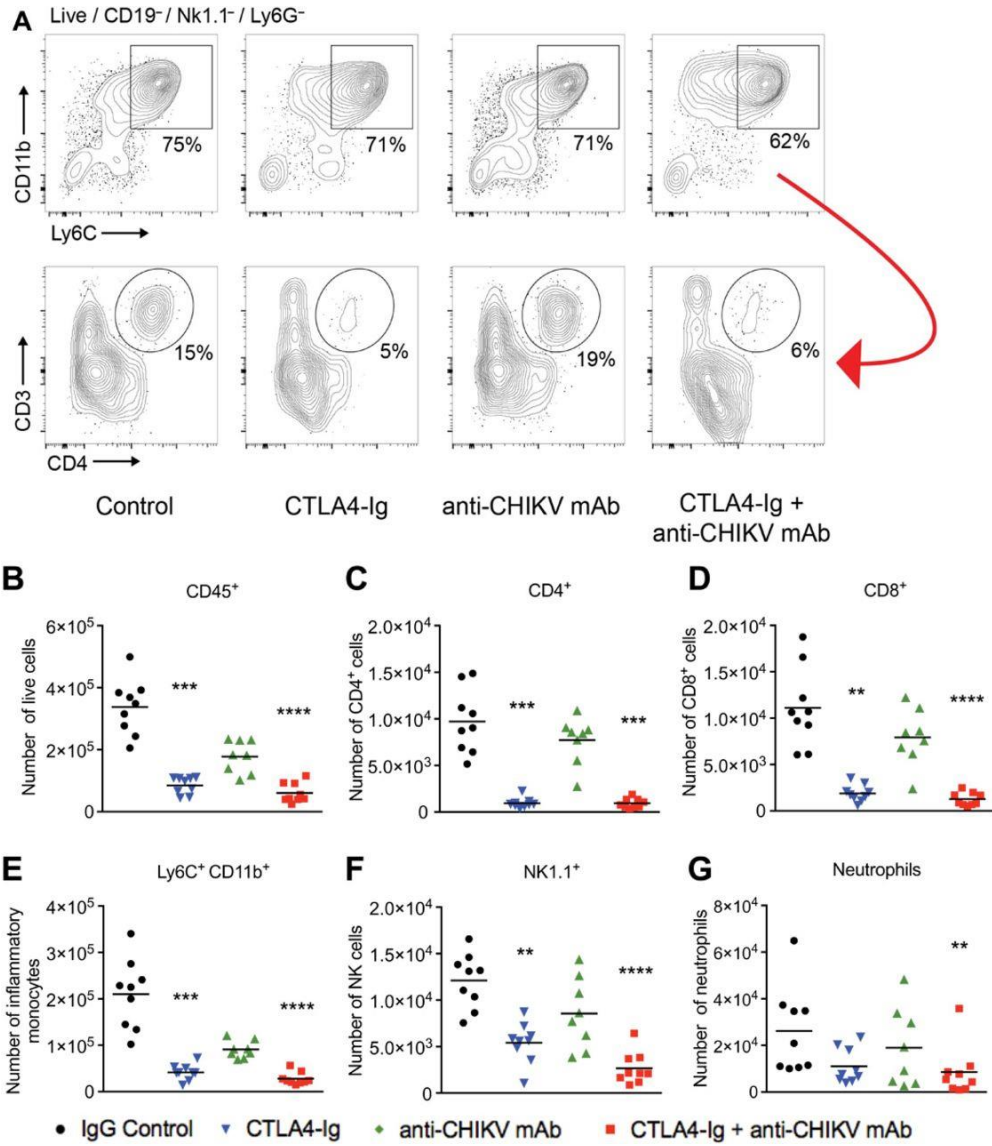 A Live / CD19⁻ / Nk1.1⁻ / Ly6G⁻
CD11b
75%
71%
71%
62%
Ly6C
CD3
15%
5%
19%
6%
CD4
Control
CTLA4-Ig
anti-CHIKV mAb
CTLA4-Ig +
anti-CHIKV mAb
B
CD45⁺
Number of live cells
6×10⁵
4×10⁵
2×10⁵
0
***
****
C
CD4⁺
Number of CD4⁺ cells
2.0×10⁴
1.5×10⁴
1.0×10⁴
5.0×10³
0
***
***
D
CD8⁺
Number of CD8⁺ cells
2.0×10⁴
1.5×10⁴
1.0×10⁴
5.0×10³
0
**
****
E
Ly6C⁺ CD11b⁺
Number of inflammatory
monocytes
4×10⁵
3×10⁵
2×10⁵
1×10⁵
0
***
****
F
NK1.1⁺
Number of NK cells
2.0×10⁴
1.5×10⁴
1.0×10⁴
5.0×10³
0
**
****
G
Neutrophils
Number of neutrophils
8×10⁴
6×10⁴
4×10⁴
2×10⁴
0
**
IgG Control
CTLA4-Ig
anti-CHIKV mAb
CTLA4-Ig + anti-CHIKV mAb